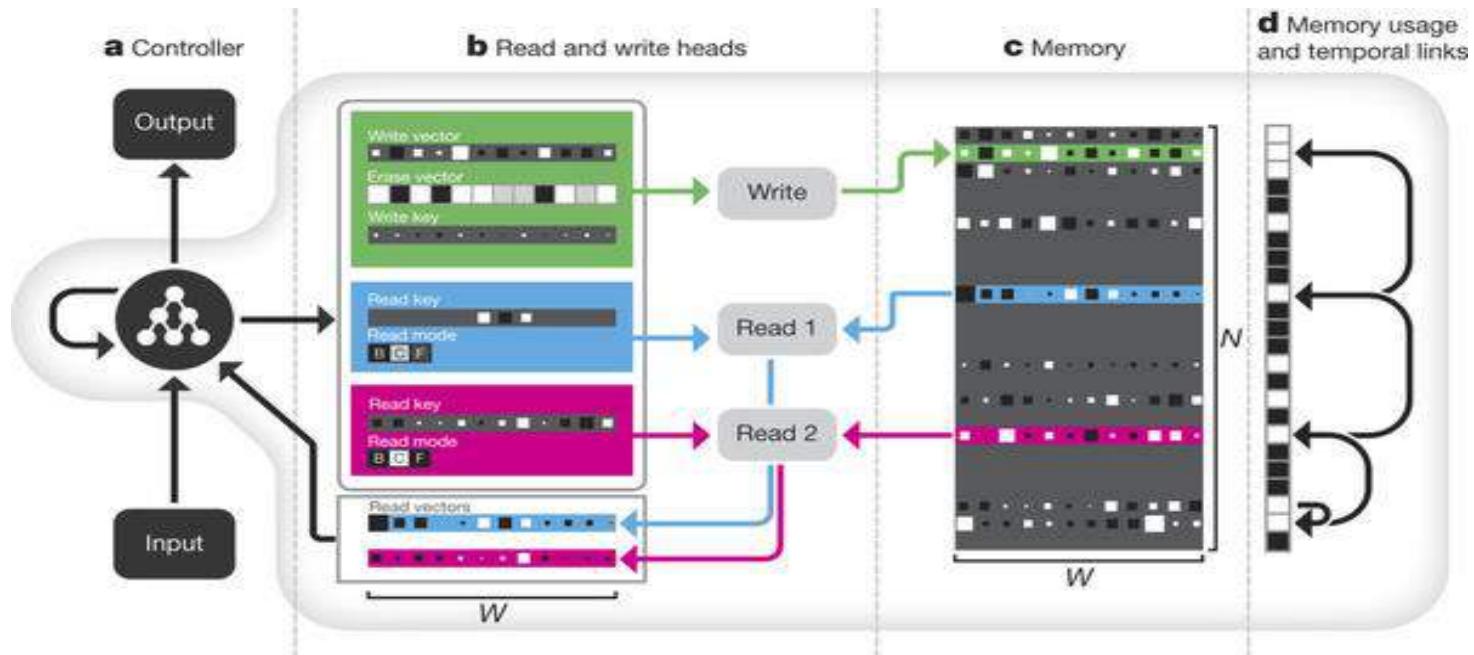 a Controller
b Read and write heads
c Memory
d Memory usage
and temporal links
Output
Input
Write vector
Erase vector
Write key
Read key
Read mode
B C F
Read key
Read mode
B C F
Read vectors
W
Write
Read 1
Read 2
N
W